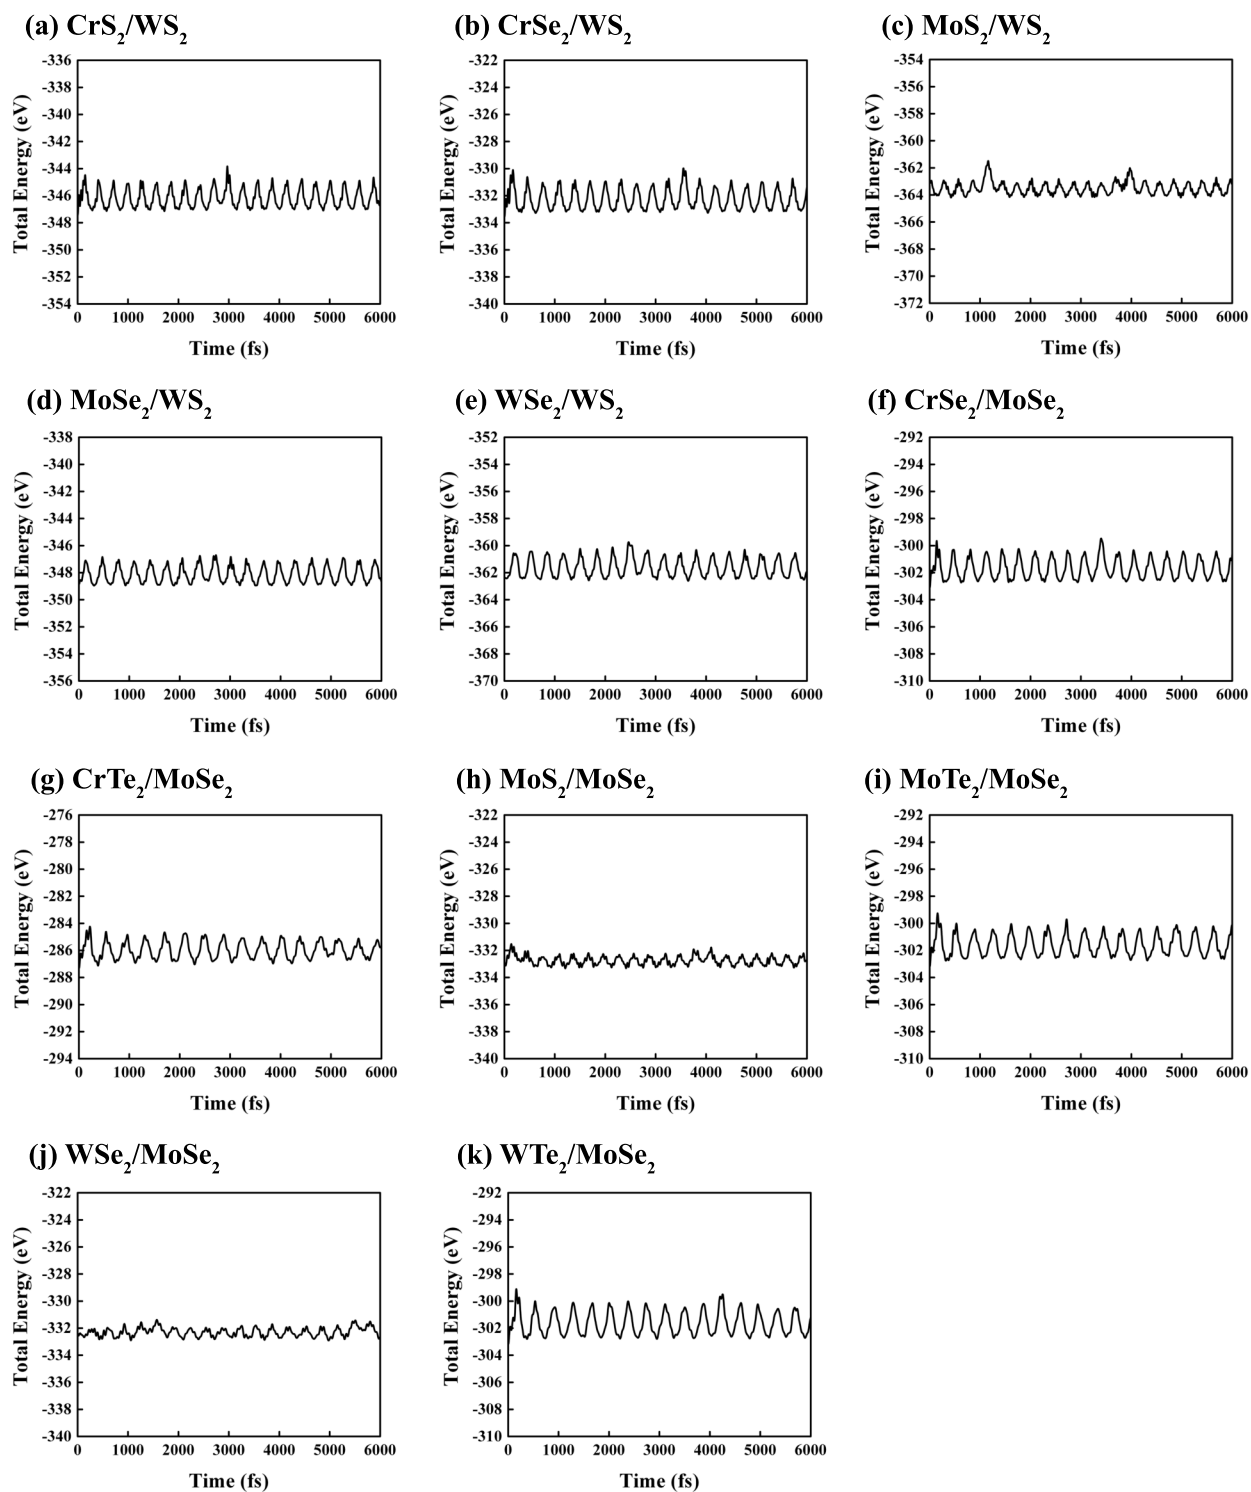 (a) CrS2/WS2
-336
-338
-340
-342
-344
-346
-348
-350
-352
-354
Total Energy (eV)
0 1000 2000 3000 4000 5000 6000
Time (fs)
(b) CrSe2/WS2
-322
-324
-326
-328
-330
-332
-334
-336
-338
-340
Total Energy (eV)
0 1000 2000 3000 4000 5000 6000
Time (fs)
(c) MoS2/WS2
-354
-356
-358
-360
-362
-364
-366
-368
-370
-372
Total Energy (eV)
0 1000 2000 3000 4000 5000 6000
Time (fs)
(d) MoSe2/WS2
-338
-340
-342
-344
-346
-348
-350
-352
-354
-356
Total Energy (eV)
0 1000 2000 3000 4000 5000 6000
Time (fs)
(e) WSe2/WS2
-352
-354
-356
-358
-360
-362
-364
-366
-368
-370
Total Energy (eV)
0 1000 2000 3000 4000 5000 6000
Time (fs)
(f) CrSe2/MoSe2
-292
-294
-296
-298
-300
-302
-304
-306
-308
-310
Total Energy (eV)
0 1000 2000 3000 4000 5000 6000
Time (fs)
(g) CrTe2/MoSe2
-276
-278
-280
-282
-284
-286
-288
-290
-292
-294
Total Energy (eV)
0 1000 2000 3000 4000 5000 6000
Time (fs)
(h) MoS2/MoSe2
-322
-324
-326
-328
-330
-332
-334
-336
-338
-340
Total Energy (eV)
0 1000 2000 3000 4000 5000 6000
Time (fs)
(i) MoTe2/MoSe2
-292
-294
-296
-298
-300
-302
-304
-306
-308
-310
Total Energy (eV)
0 1000 2000 3000 4000 5000 6000
Time (fs)
(j) WSe2/MoSe2
-322
-324
-326
-328
-330
-332
-334
-336
-338
-340
Total Energy (eV)
0 1000 2000 3000 4000 5000 6000
Time (fs)
(k) WTe2/MoSe2
-292
-294
-296
-298
-300
-302
-304
-306
-308
-310
Total Energy (eV)
0 1000 2000 3000 4000 5000 6000
Time (fs)